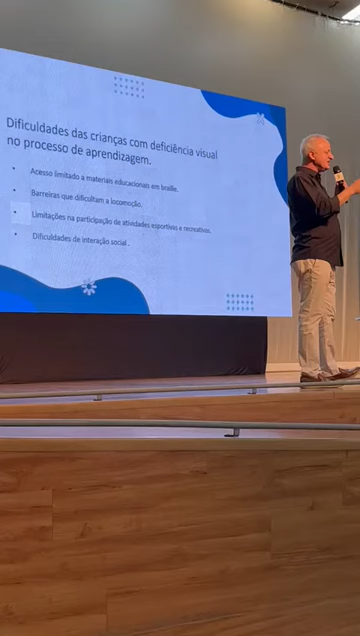 Dificuldades das crianças com deficiência visual
no processo de aprendizagem.
• Acesso limitado a materiais educacionais em braille.
• Barreiras que dificultam a locomoção.
• Limitações na participação de atividades esportivas e recreativas.
• Dificuldades de interação social .